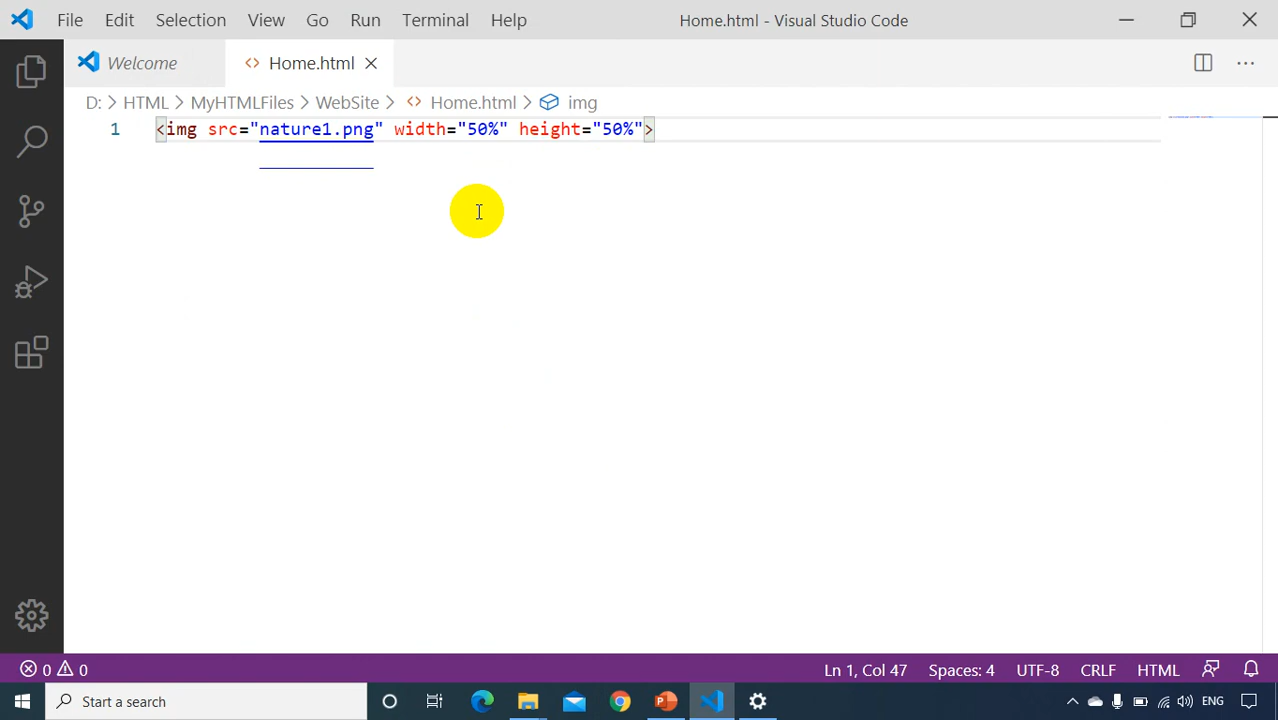 File Edit Selection View Go Run Terminal Help Home.html - Visual Studio Code
Welcome Home.html
D: > HTML > MyHTMLFiles > WebSite > Home.html > img
1 <img src="nature1.png" width="50%" height="50%">
0 0 Ln 1, Col 47 Spaces: 4 UTF-8 CRLF HTML
Start a search ENG